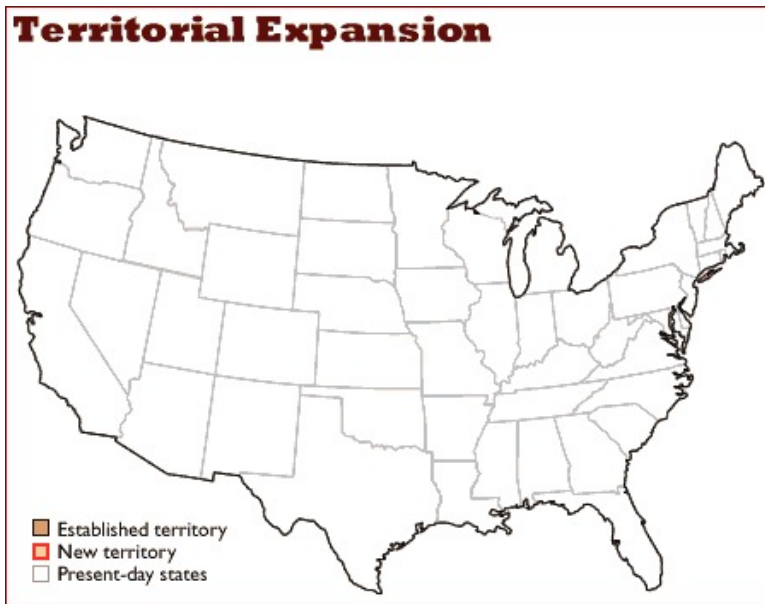 Territorial Expansion
Established territory
New territory
Present-day states